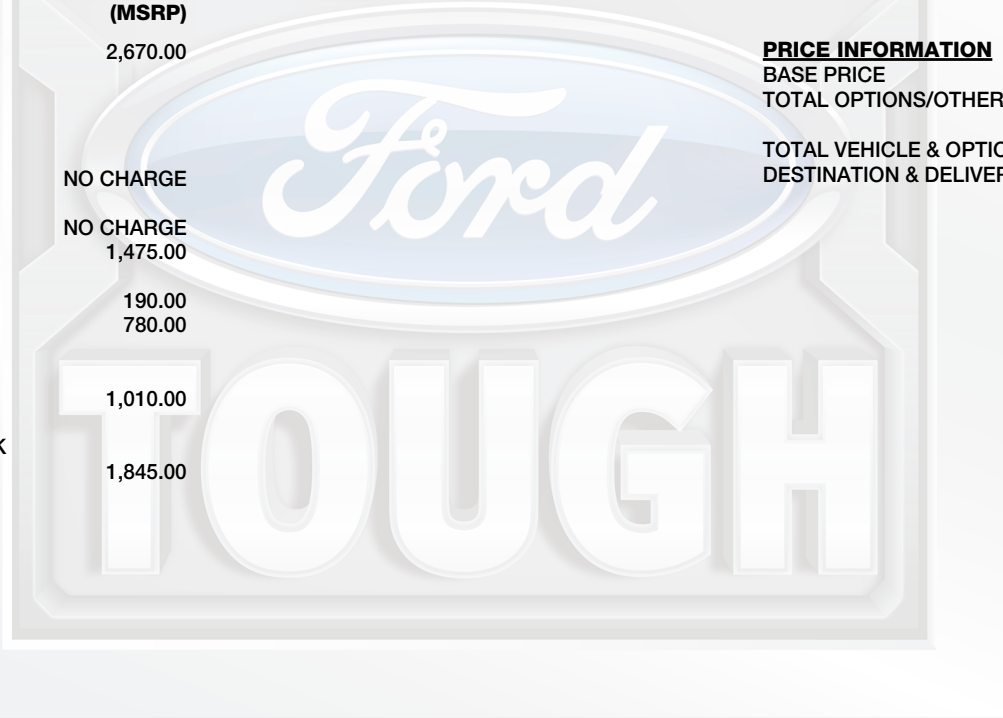 (MSRP)
2,670.00
NO CHARGE
NO CHARGE
1,475.00
190.00
780.00
1,010.00
K
1,845.00
PRICE INFORMATION
BASE PRICE
TOTAL OPTIONS/OTHER
TOTAL VEHICLE & OPTIO
DESTINATION & DELIVER
Ford
TOUGH